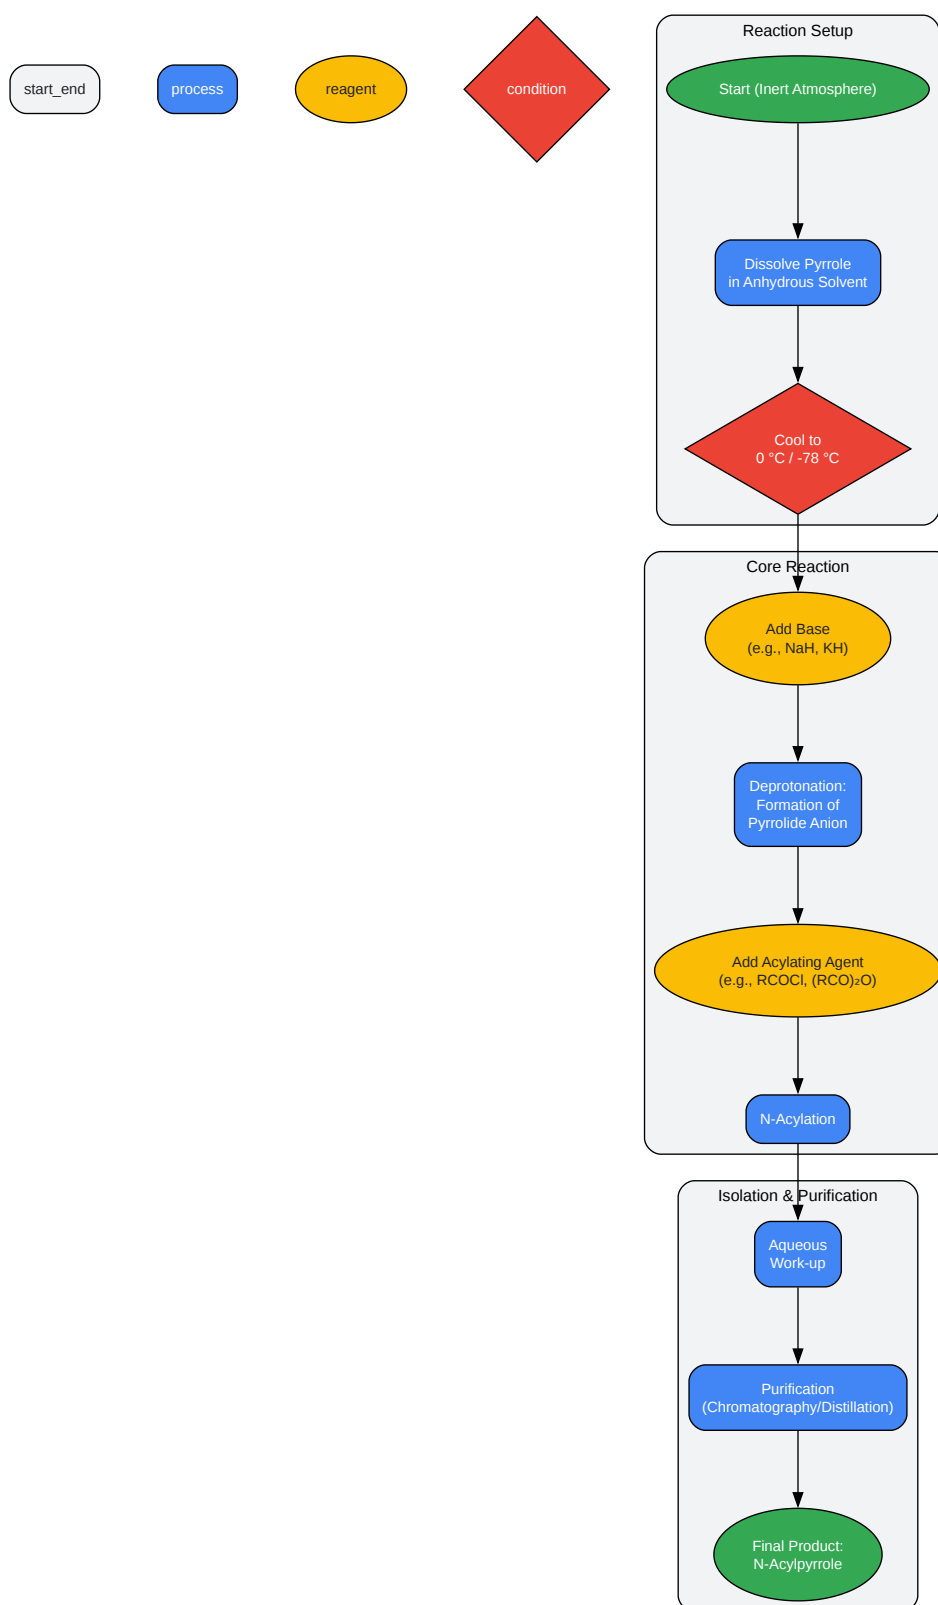 start_end
process
reagent
condition
Reaction Setup
Start (Inert Atmosphere)
Dissolve Pyrrole
in Anhydrous Solvent
Cool to
0 °C / -78 °C
Core Reaction
Add Base
(e.g., NaH, KH)
Deprotonation:
Formation of
Pyrrolide Anion
Add Acylating Agent
(e.g., RCOCl, (RCO)₂O)
N-Acylation
Isolation & Purification
Aqueous
Work-up
Purification
(Chromatography/Distillation)
Final Product:
N-Acylpyrrole